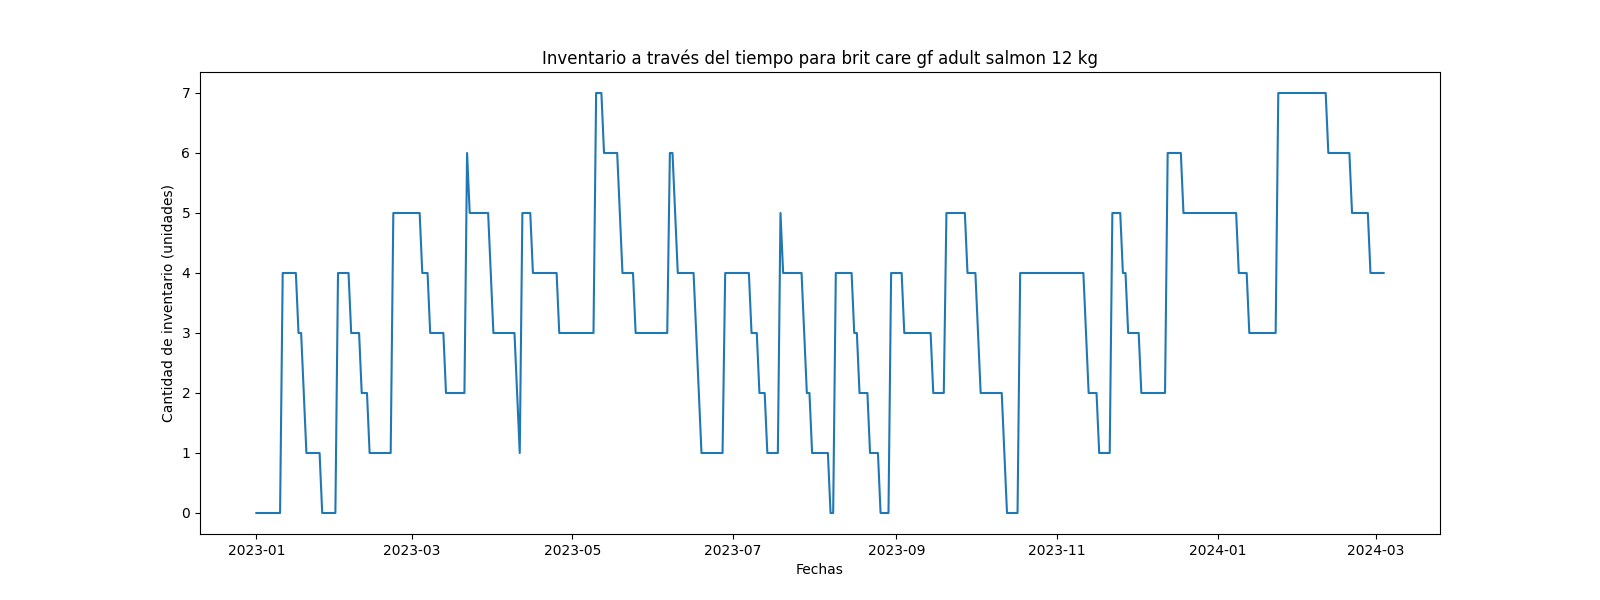 Inventario a través del tiempo para brit care gf adult salmon 12 kg
Cantidad de inventario (unidades)
7
6
5
4
3
2
1
0
2023-01 2023-03 2023-05 2023-07 2023-09 2023-11 2024-01 2024-03
Fechas